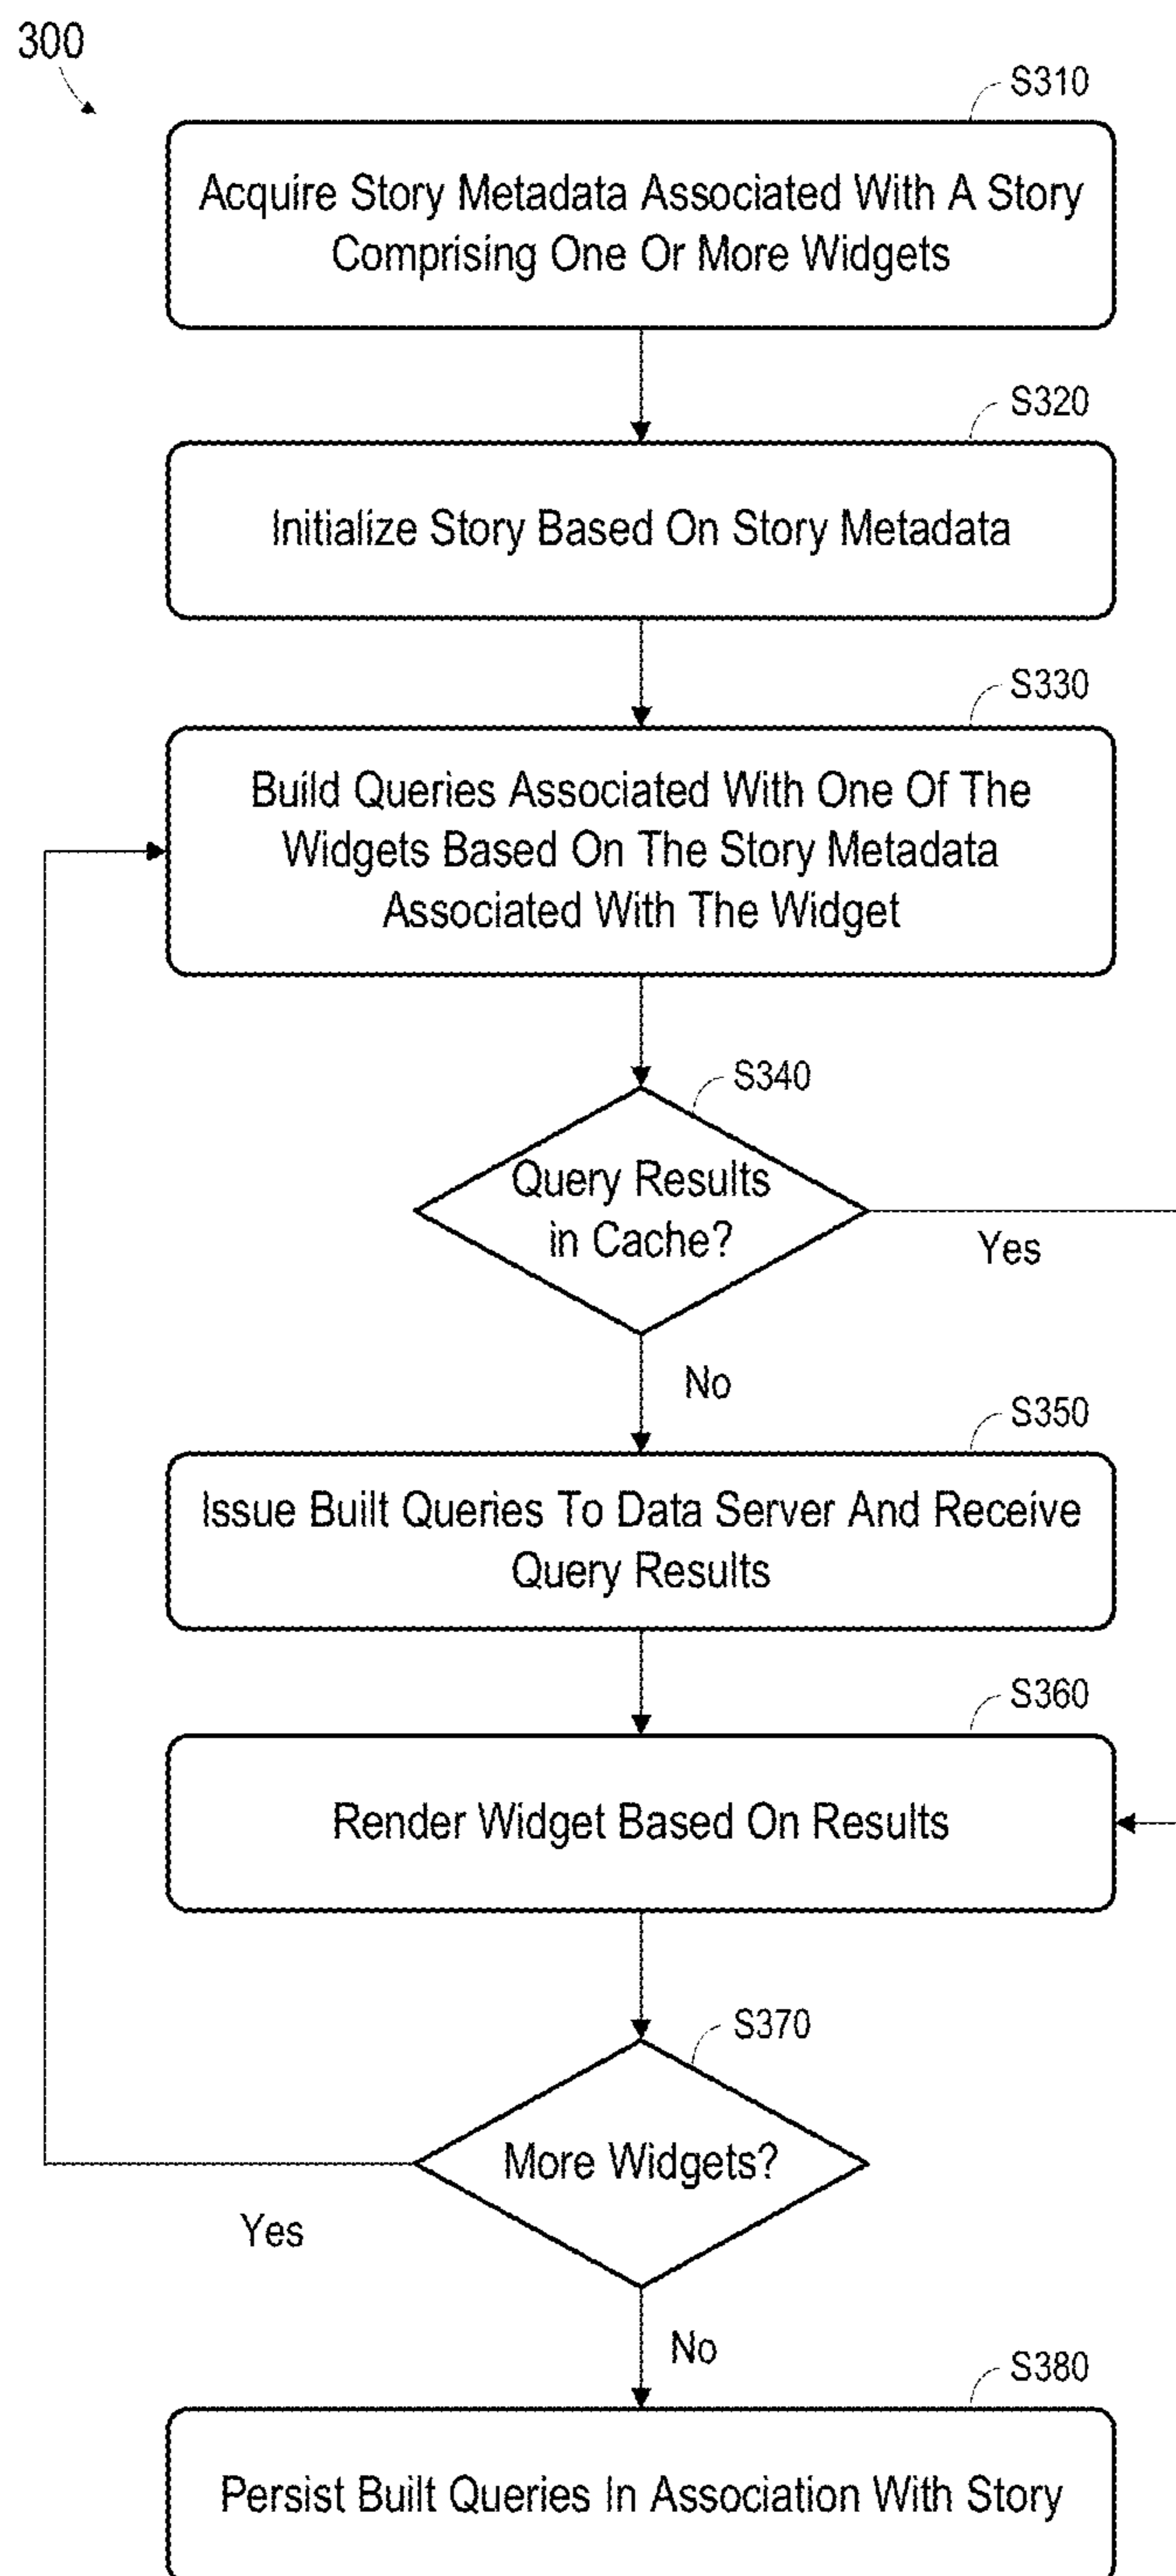 300
S310
Acquire Story Metadata Associated With A Story
Comprising One Or More Widgets
S320
Initialize Story Based On Story Metadata
S330
Build Queries Associated With One Of The
Widgets Based On The Story Metadata
Associated With The Widget
S340
Query Results
in Cache?
Yes
No
S350
Issue Built Queries To Data Server And Receive
Query Results
S360
Render Widget Based On Results
S370
More Widgets?
Yes
No
S380
Persist Built Queries In Association With Story